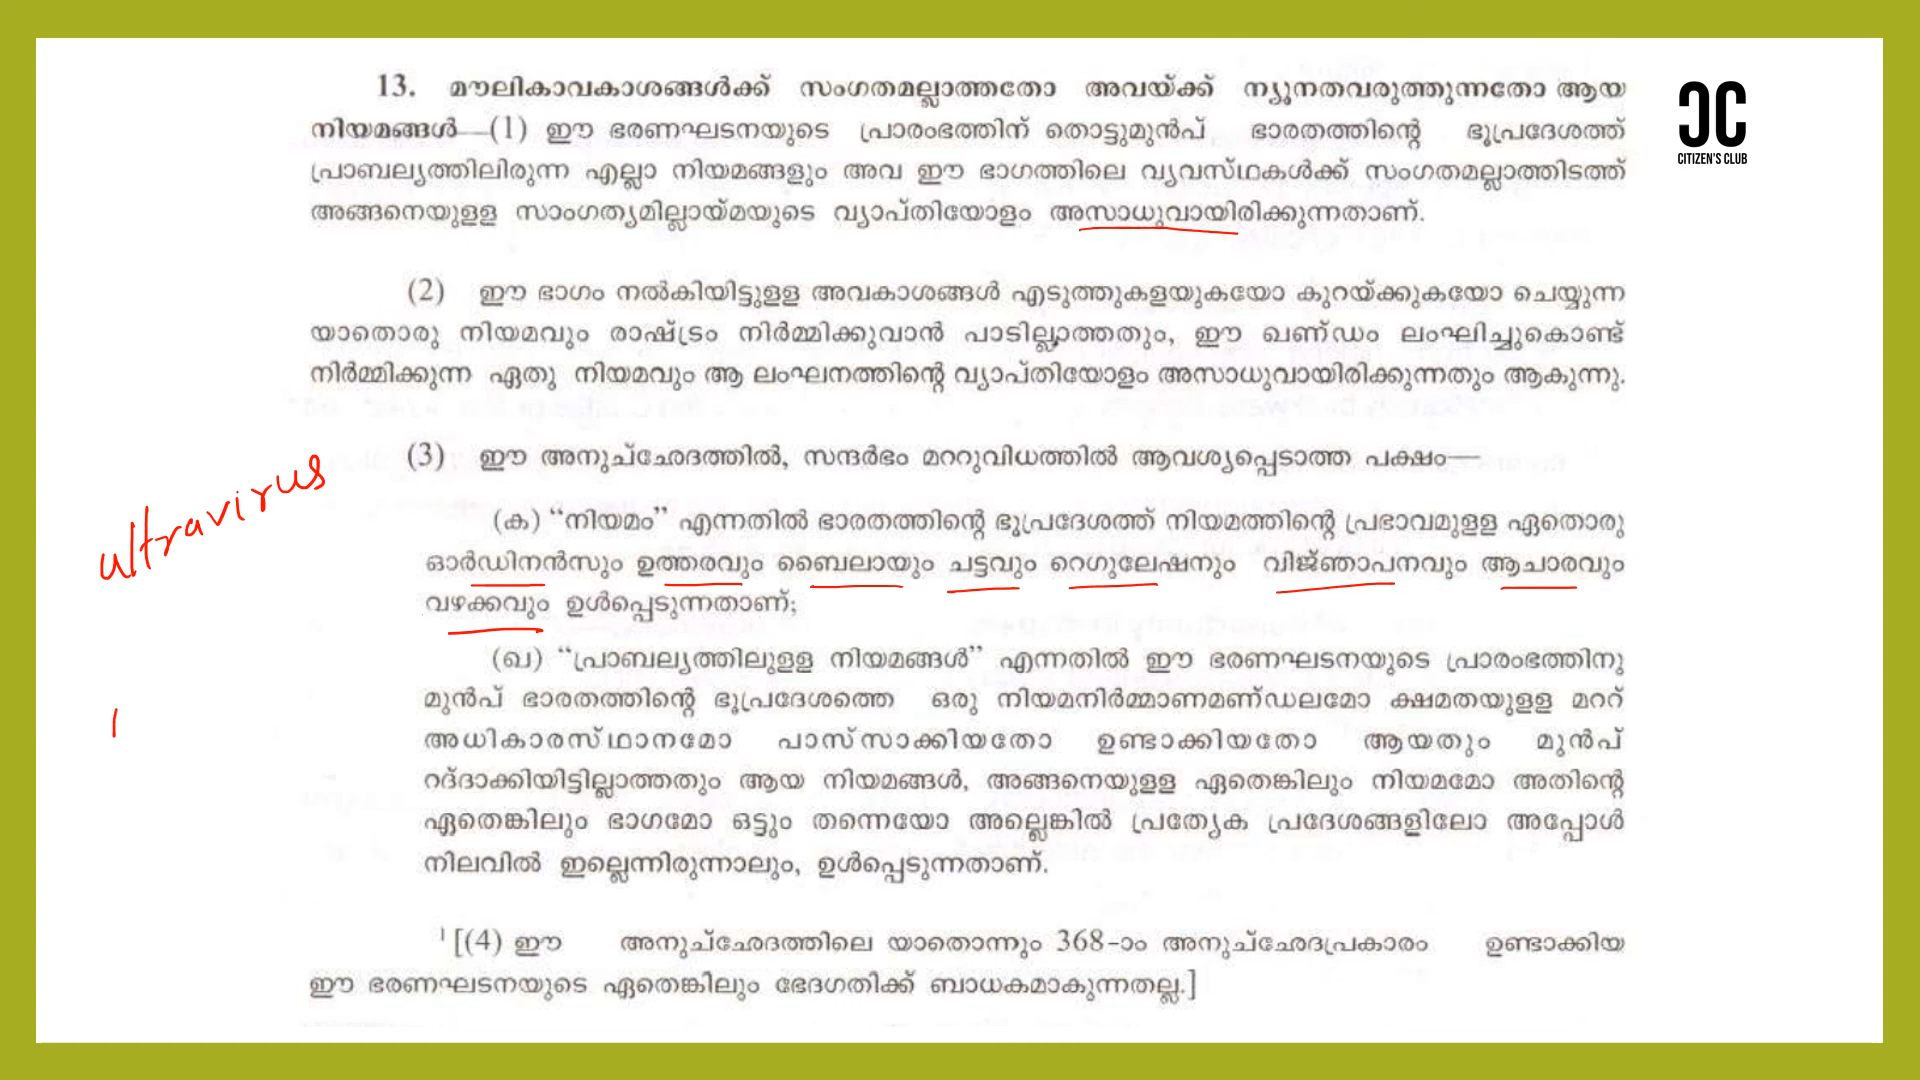 13. മൗലികാവകാശങ്ങൾക്ക് സംഗതമല്ലാത്തതോ അവയ്ക്ക് ന്യൂനതവരുത്തുന്നതോ ആയ
നിയമങ്ങൾ—(1) ഈ ഭരണഘടനയുടെ പ്രാരംഭത്തിന് തൊട്ടുമുൻപ് ഭാരതത്തിന്റെ ഭൂപ്രദേശത്ത്
പ്രാബല്യത്തിലിരുന്ന എല്ലാ നിയമങ്ങളും അവ ഈ ഭാഗത്തിലെ വ്യവസ്ഥകൾക്ക് സംഗതമല്ലാത്തിടത്ത്
അങ്ങനെയുളള സാംഗത്യമില്ലായ്മയുടെ വ്യാപ്തിയോളം അസാധുവായിരിക്കുന്നതാണ്.
(2) ഈ ഭാഗം നൽകിയിട്ടുളള അവകാശങ്ങൾ എടുത്തുകളയുകയോ കുറയ്ക്കുകയോ ചെയ്യുന്ന
യാതൊരു നിയമവും രാഷ്ട്രം നിർമ്മിക്കുവാൻ പാടില്ലാത്തതും, ഈ ഖണ്ഡം ലംഘിച്ചുകൊണ്ട്
നിർമ്മിക്കുന്ന ഏതു നിയമവും ആ ലംഘനത്തിന്റെ വ്യാപ്തിയോളം അസാധുവായിരിക്കുന്നതും ആകുന്നു.
(3) ഈ അനുച്ഛേദത്തിൽ, സന്ദർഭം മററുവിധത്തിൽ ആവശ്യപ്പെടാത്ത പക്ഷം—
(ക) “നിയമം” എന്നതിൽ ഭാരതത്തിന്റെ ഭൂപ്രദേശത്ത് നിയമത്തിന്റെ പ്രഭാവമുളള ഏതൊരു
ഓർഡിനൻസും ഉത്തരവും ബൈലായും ചട്ടവും റെഗുലേഷനും വിജ്ഞാപനവും ആചാരവും
വഴക്കവും ഉൾപ്പെടുന്നതാണ്;
(ഖ) “പ്രാബല്യത്തിലുളള നിയമങ്ങൾ” എന്നതിൽ ഈ ഭരണഘടനയുടെ പ്രാരംഭത്തിനു
മുൻപ് ഭാരതത്തിന്റെ ഭൂപ്രദേശത്തെ ഒരു നിയമനിർമ്മാണമണ്ഡലമോ ക്ഷമതയുളള മററ്
അധികാരസ്ഥാനമോ പാസ്സാക്കിയതോ ഉണ്ടാക്കിയതോ ആയതും മുൻപ്
റദ്ദാക്കിയിട്ടില്ലാത്തതും ആയ നിയമങ്ങൾ, അങ്ങനെയുളള ഏതെങ്കിലും നിയമമോ അതിന്റെ
ഏതെങ്കിലും ഭാഗമോ ഒട്ടും തന്നെയോ അല്ലെങ്കിൽ പ്രത്യേക പ്രദേശങ്ങളിലോ അപ്പോൾ
നിലവിൽ ഇല്ലെന്നിരുന്നാലും, ഉൾപ്പെടുന്നതാണ്.
¹[(4) ഈ അനുച്ഛേദത്തിലെ യാതൊന്നും 368-ാം അനുച്ഛേദപ്രകാരം ഉണ്ടാക്കിയ
ഈ ഭരണഘടനയുടെ ഏതെങ്കിലും ഭേദഗതിക്ക് ബാധകമാകുന്നതല്ല.]
ultravirus
CC
CITIZEN'S CLUB